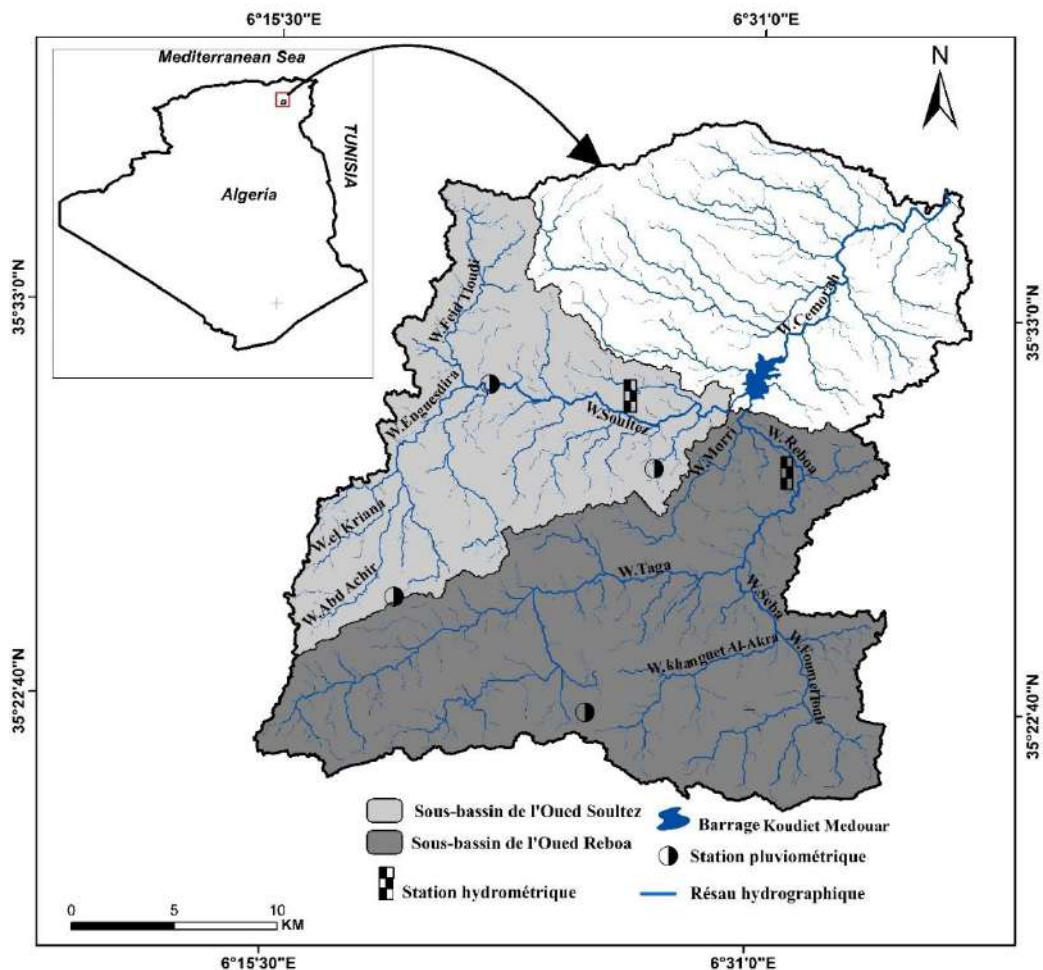 6°15'30"E
6°31'0"E
Mediterranean Sea
N
TUNISIA
Algeria
35°33'0"N
35°33'0"N
W.Feid Tloudi
W.Cemorah
W.Enguesdira
W.Soultez
W.Morri
W. Reboa
W.el Kriana
W.Taga
W.Abd Achir
W.Seba
W.khanguet Al-Akra
W.Foum erToub
35°22'40"N
35°22'40"N
Sous-bassin de l'Oued Soultez
Barrage Koudiet Medouar
Sous-bassin de l'Oued Reboa
Station pluviométrique
Station hydrométrique
Résau hydrographique
0 5 10
KM
6°15'30"E
6°31'0"E